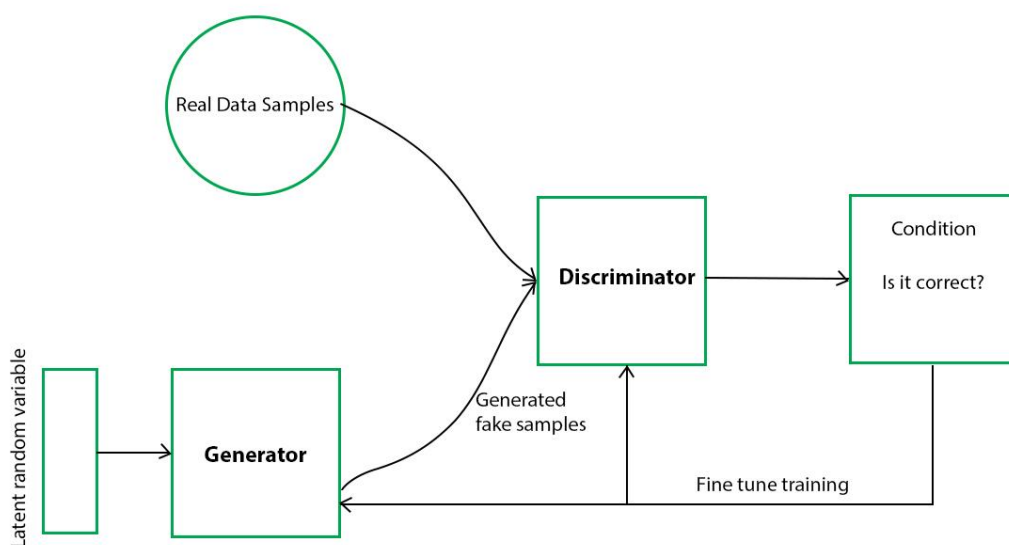 Real Data Samples
Condition
Is it correct?
Discriminator
Generated
fake samples
Latent random variable
Generator
Fine tune training